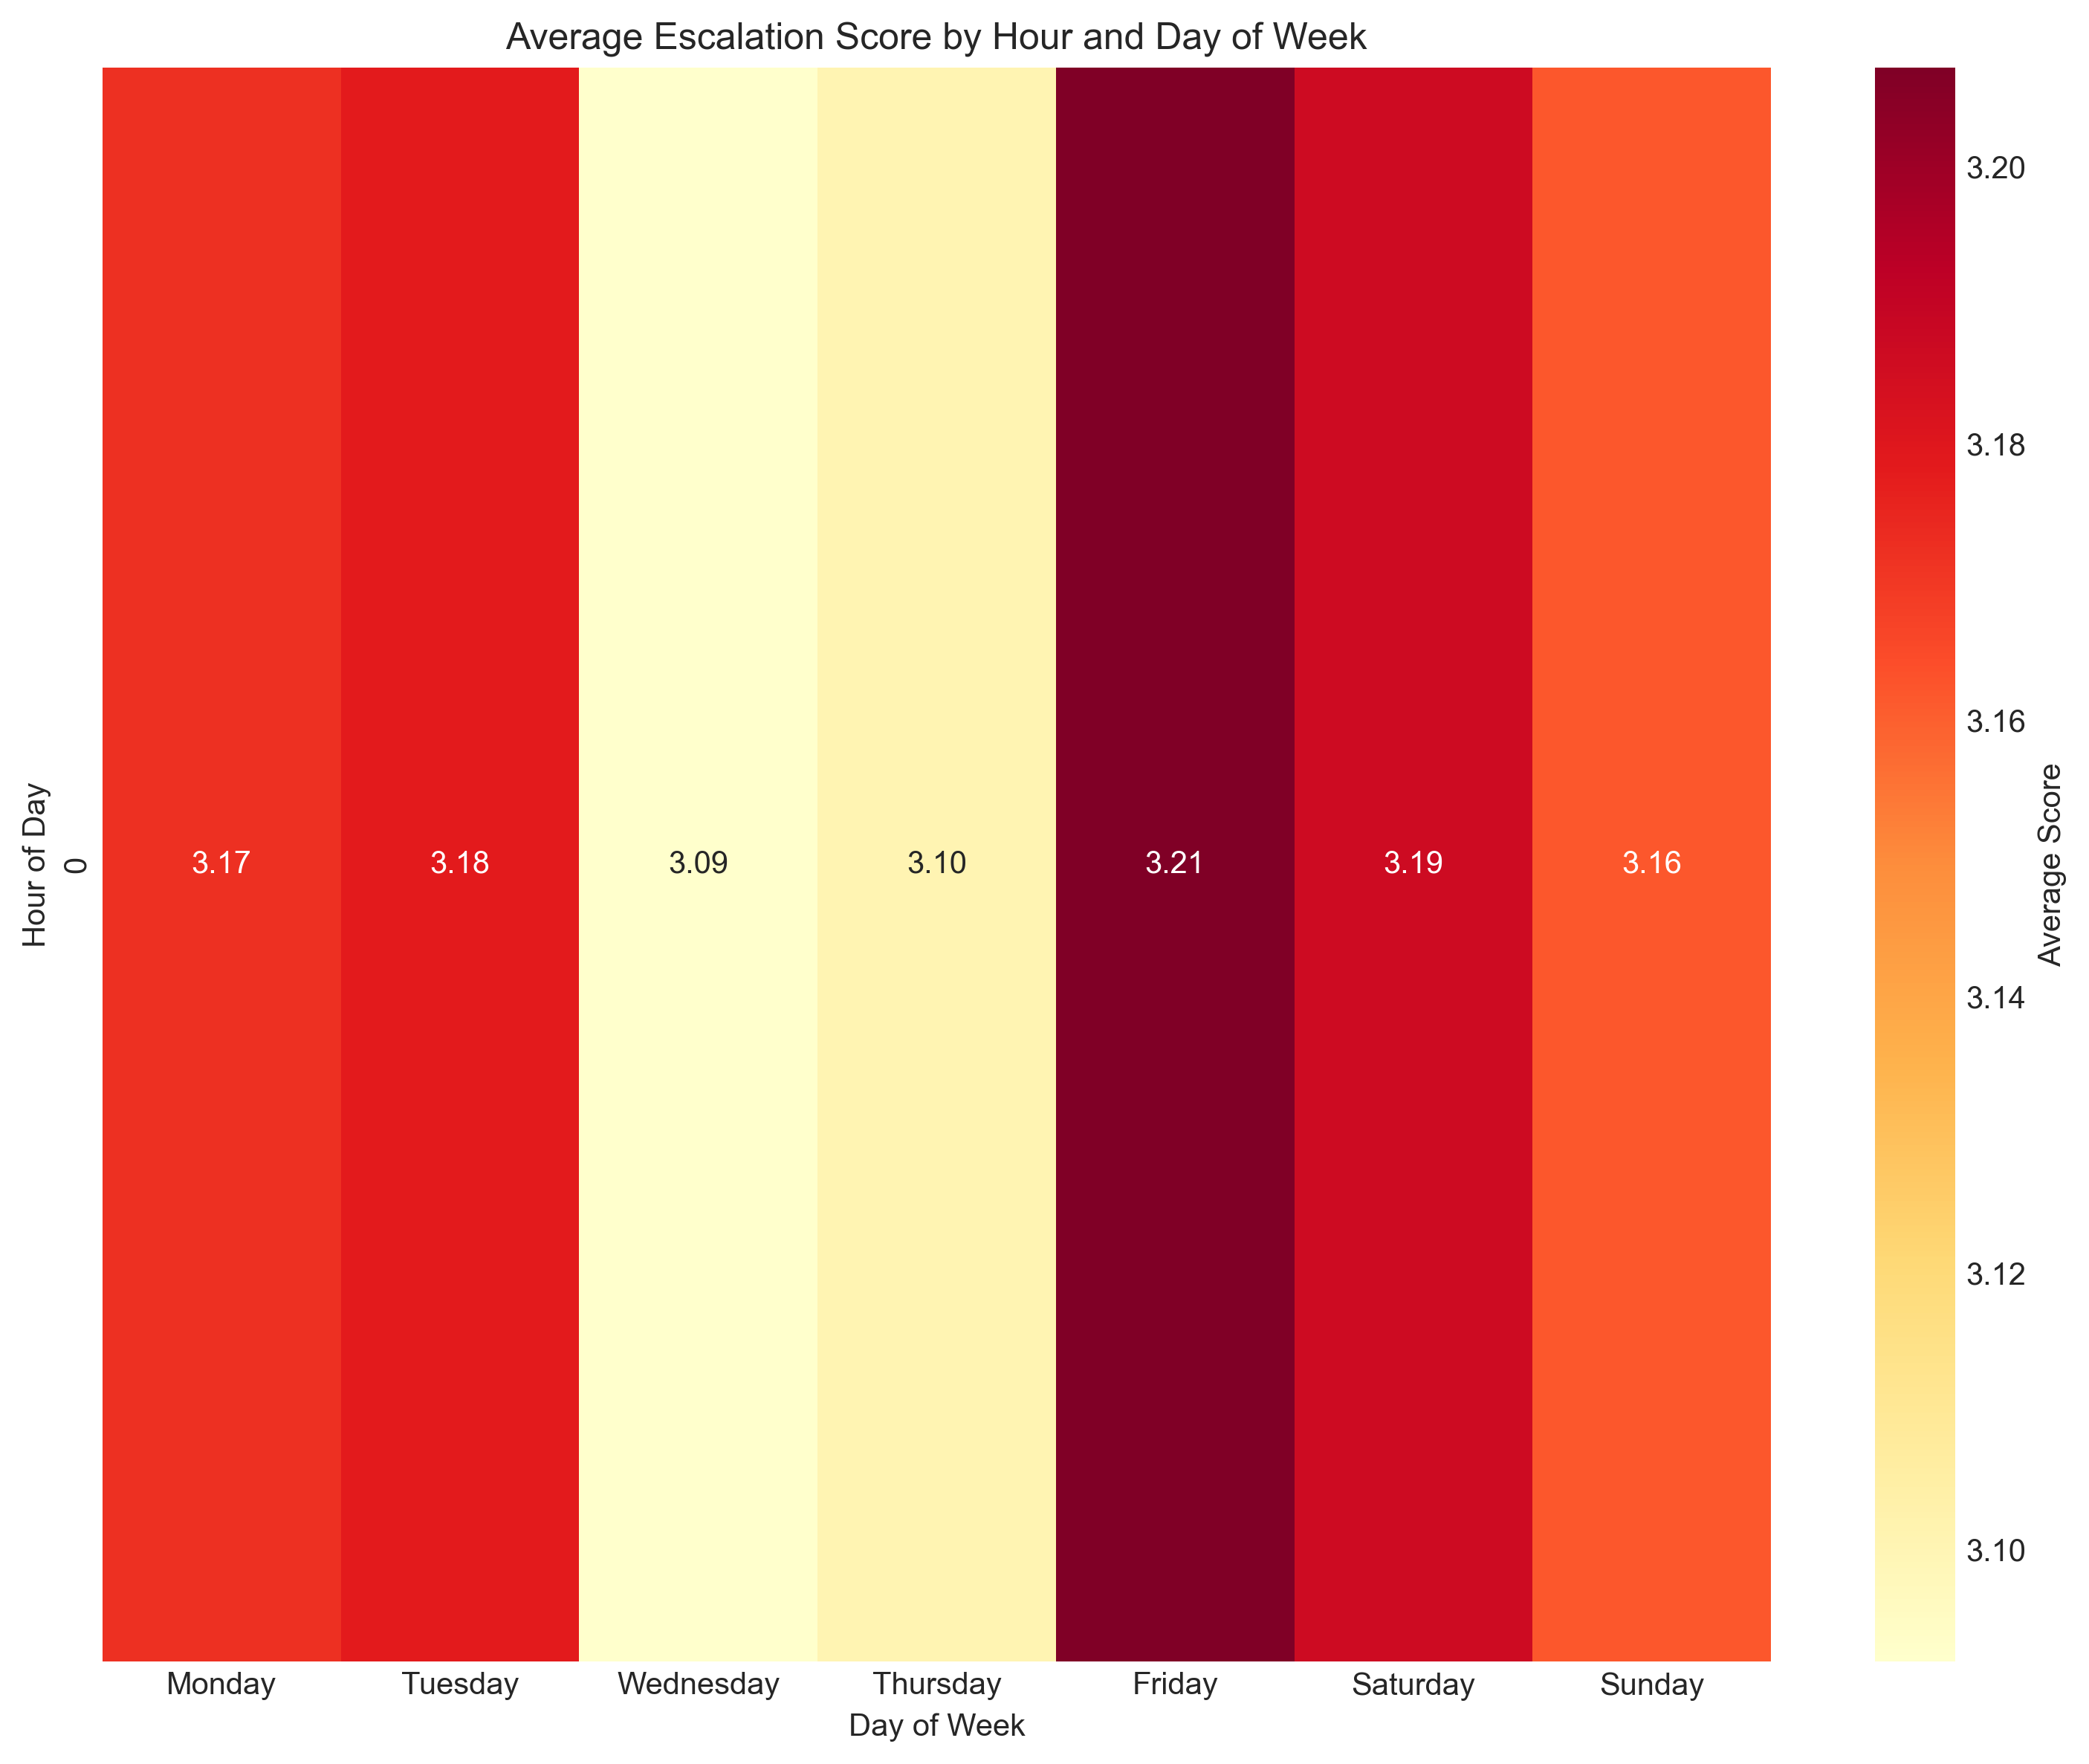 Average Escalation Score by Hour and Day of Week
Hour of Day
0
3.17 3.18 3.09 3.10 3.21 3.19 3.16
Monday Tuesday Wednesday Thursday Friday Saturday Sunday
Day of Week
3.20
3.18
3.16
3.14
3.12
3.10
Average Score